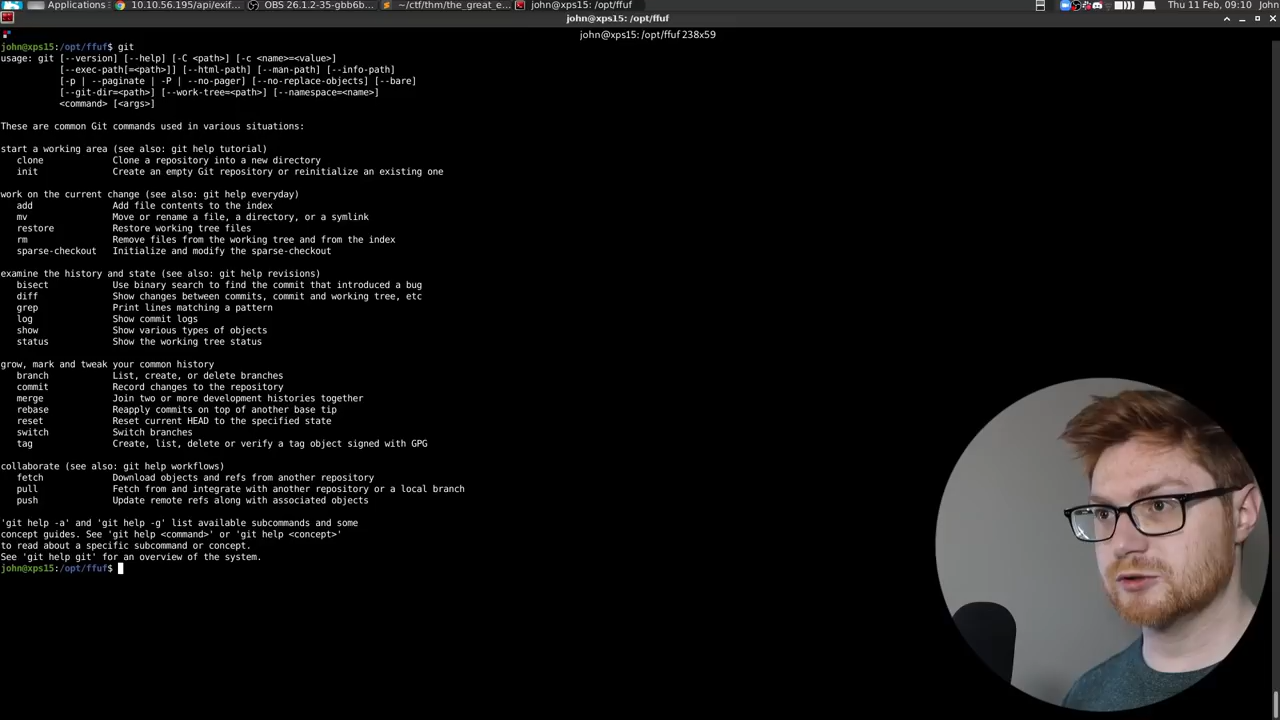 Applications
10.10.56.195/api/exif...
OBS 26.1.2-35-gbb6b...
~/ctf/thm/the_great_e...
john@xps15: /opt/ffuf
Thu 11 Feb, 09:10 John
john@xps15: /opt/ffuf
john@xps15: /opt/ffuf 238x59
john@xps15:/opt/ffuf$ git
usage: git [--version] [--help] [-C <path>] [-c <name>=<value>]
[--exec-path[=<path>]] [--html-path] [--man-path] [--info-path]
[-p | --paginate | -P | --no-pager] [--no-replace-objects] [--bare]
[--git-dir=<path>] [--work-tree=<path>] [--namespace=<name>]
<command> [<args>]
These are common Git commands used in various situations:
start a working area (see also: git help tutorial)
clone Clone a repository into a new directory
init Create an empty Git repository or reinitialize an existing one
work on the current change (see also: git help everyday)
add Add file contents to the index
mv Move or rename a file, a directory, or a symlink
restore Restore working tree files
rm Remove files from the working tree and from the index
sparse-checkout Initialize and modify the sparse-checkout
examine the history and state (see also: git help revisions)
bisect Use binary search to find the commit that introduced a bug
diff Show changes between commits, commit and working tree, etc
grep Print lines matching a pattern
log Show commit logs
show Show various types of objects
status Show the working tree status
grow, mark and tweak your common history
branch List, create, or delete branches
commit Record changes to the repository
merge Join two or more development histories together
rebase Reapply commits on top of another base tip
reset Reset current HEAD to the specified state
switch Switch branches
tag Create, list, delete or verify a tag object signed with GPG
collaborate (see also: git help workflows)
fetch Download objects and refs from another repository
pull Fetch from and integrate with another repository or a local branch
push Update remote refs along with associated objects
'git help -a' and 'git help -g' list available subcommands and some
concept guides. See 'git help <command>' or 'git help <concept>'
to read about a specific subcommand or concept.
See 'git help git' for an overview of the system.
john@xps15:/opt/ffuf$